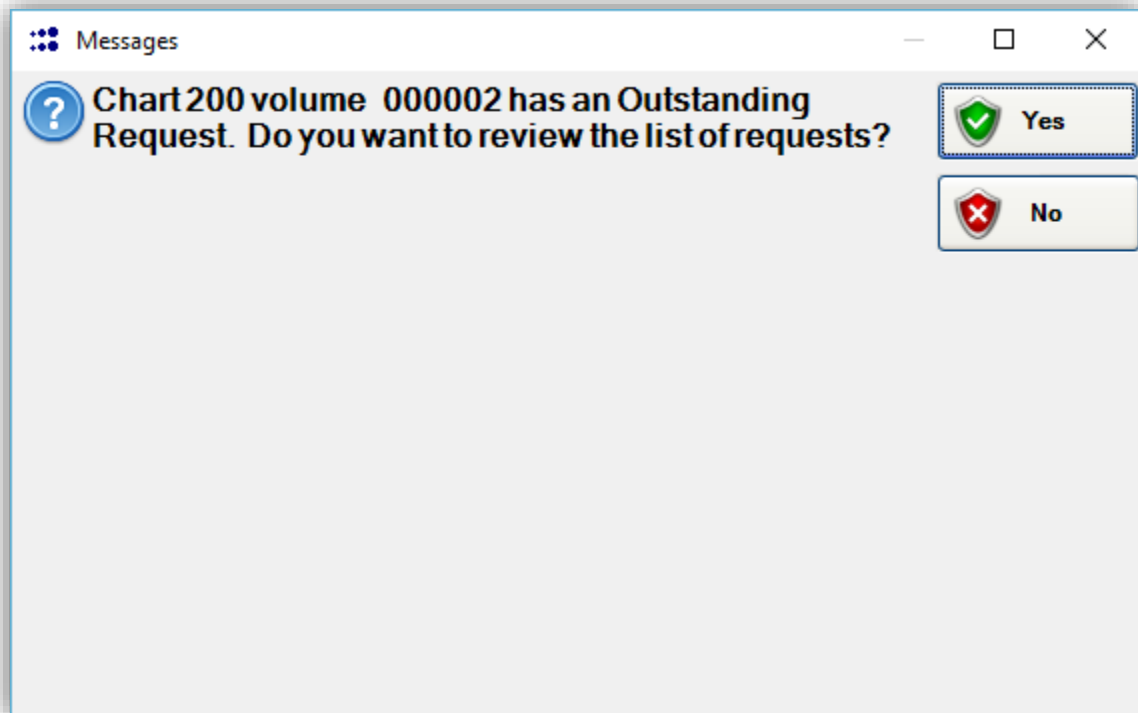 Messages
Chart 200 volume  000002 has an Outstanding
Request.  Do you want to review the list of requests?
Yes
No